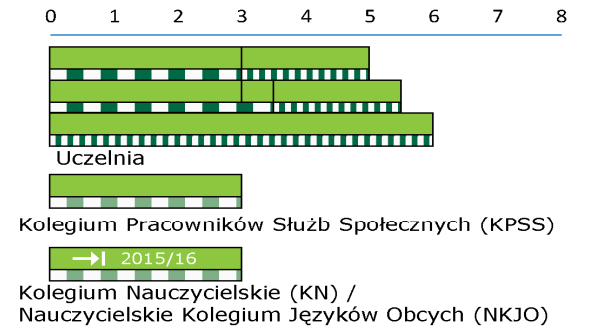 0 1 2 3 4 5 6 7 8
Uczelnia
Kolegium Pracowników Służb Społecznych (KPSS)
2015/16
Kolegium Nauczycielskie (KN) /
Nauczycielskie Kolegium Języków Obcych (NKJO)